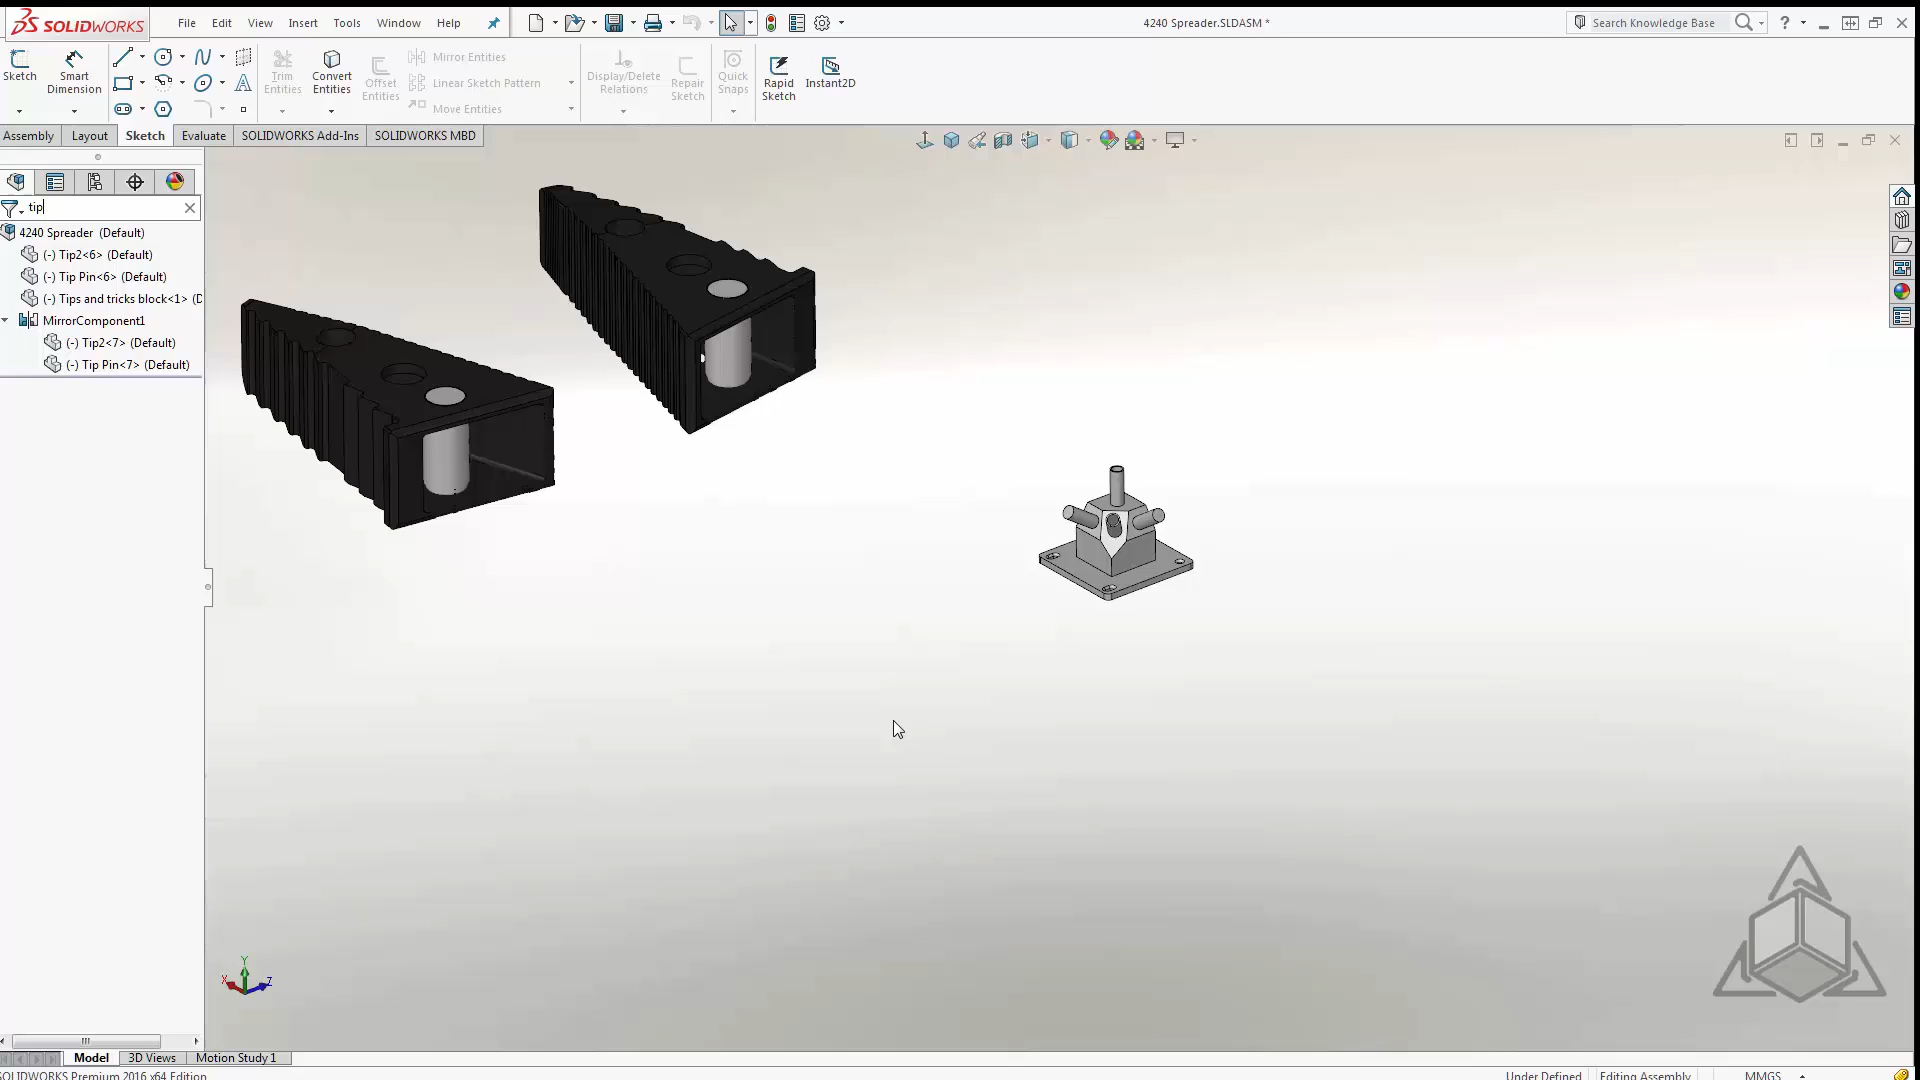 SOLIDWORKS File Edit View Insert Tools Window Help 4240 Spreader.SLDASM * Search Knowledge Base ?
Sketch Smart Dimension Trim Entities Convert Entities Offset Entities Mirror Entities Linear Sketch Pattern Move Entities Display/Delete Relations Repair Sketch Quick Snaps Rapid Sketch Instant2D
Assembly Layout Sketch Evaluate SOLIDWORKS Add-Ins SOLIDWORKS MBD
tip
4240 Spreader (Default)
(-) Tip2<6> (Default)
(-) Tip Pin<6> (Default)
(-) Tips and tricks block<1> (D
MirrorComponent1
(-) Tip2<7> (Default)
(-) Tip Pin<7> (Default)
Y
X Z
Model 3D Views Motion Study 1
SOLIDWORKS Premium 2016 x64 Edition Under Defined Editing Assembly MMGS